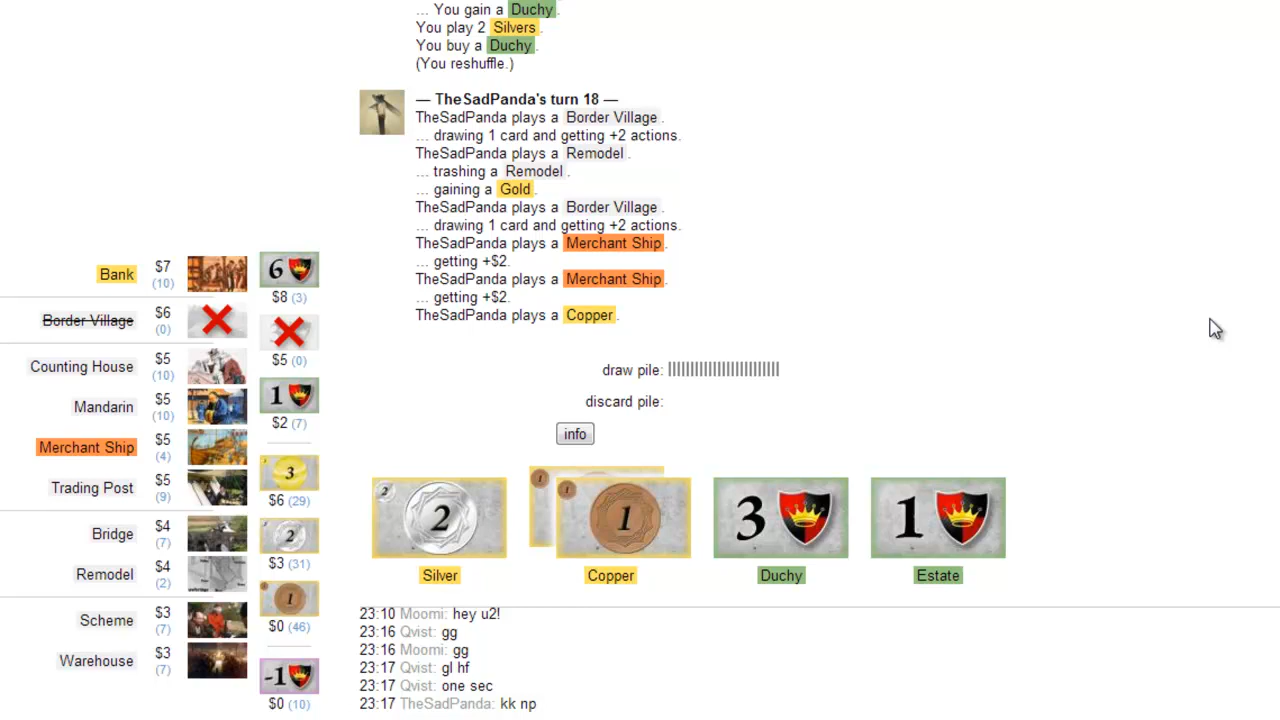 ... You gain a Duchy.
You play 2 Silvers.
You buy a Duchy.
(You reshuffle.)
— TheSadPanda's turn 18 —
TheSadPanda plays a Border Village.
... drawing 1 card and getting +2 actions.
TheSadPanda plays a Remodel.
... trashing a Remodel.
... gaining a Gold.
TheSadPanda plays a Border Village.
... drawing 1 card and getting +2 actions.
TheSadPanda plays a Merchant Ship.
... getting +$2.
TheSadPanda plays a Merchant Ship.
... getting +$2.
TheSadPanda plays a Copper.
Bank $7 (10)
Border Village $6 (0)
Counting House $5 (10)
Mandarin $5 (10)
Merchant Ship $5 (4)
Trading Post $5 (9)
Bridge $4 (7)
Remodel $4 (2)
Scheme $3 (7)
Warehouse $3 (7)
6
$8 (3)
$5 (0)
1
$2 (7)
3
$6 (29)
2
$3 (31)
1
$0 (46)
-1
$0 (10)
draw pile:
discard pile:
info
2 2
1 1 1
3
1
Silver
Copper
Duchy
Estate
23:10 Moomi: hey u2!
23:16 Qvist: gg
23:16 Moomi: gg
23:17 Qvist: gl hf
23:17 Qvist: one sec
23:17 TheSadPanda: kk np